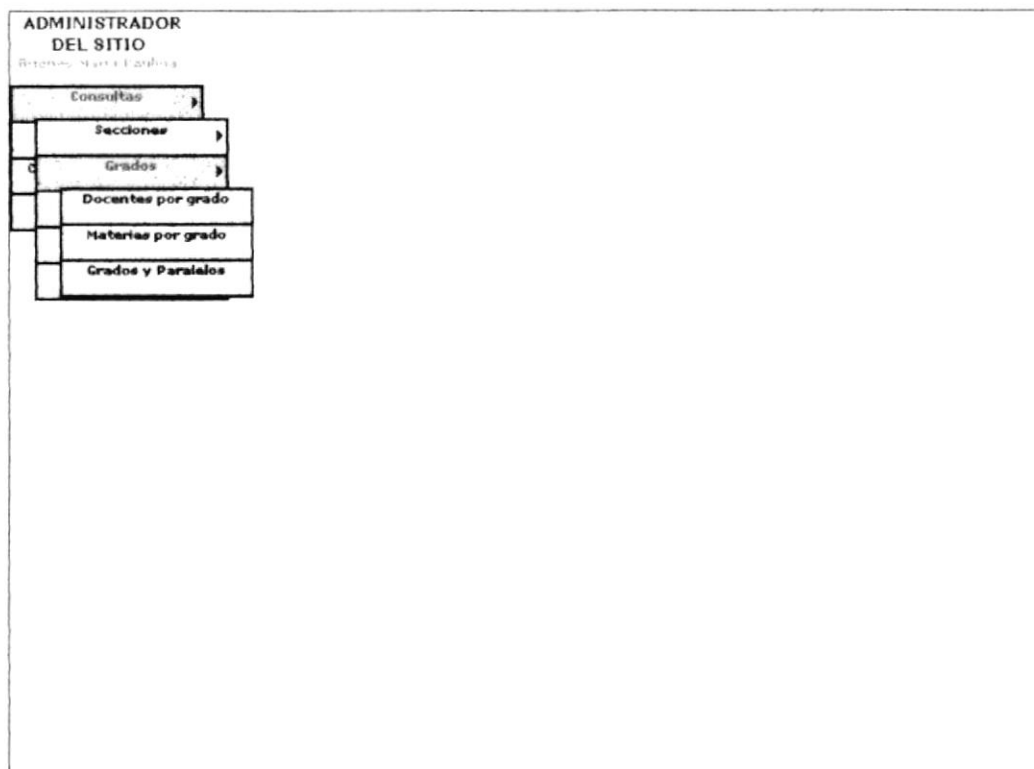 ADMINISTRADOR
DEL SITIO
Consultas
Secciones
Grados
Docentes por grado
Materias por grado
Grados y Paralelos